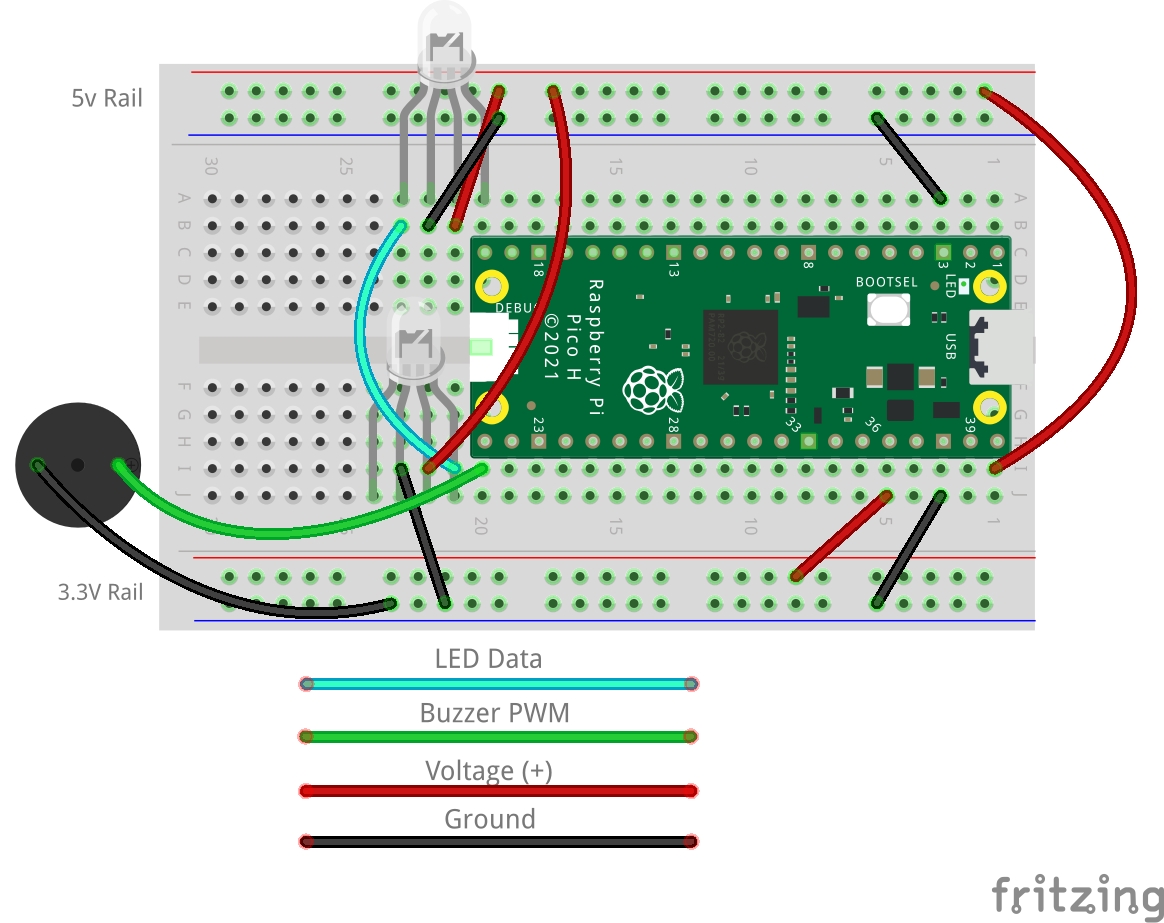 5v Rail
30 25 15 10 5 1
A A
B B
C C
D D
E E
18 13 8 3 2 1
DEBU
BOOTSEL
LED
USB
Raspberry Pi
Pico H
©2021
F F
G G
H H
I I
J J
23 28 33 36 39
20 15 10 5 1
3.3V Rail
LED Data
Buzzer PWM
Voltage (+)
Ground
fritzing